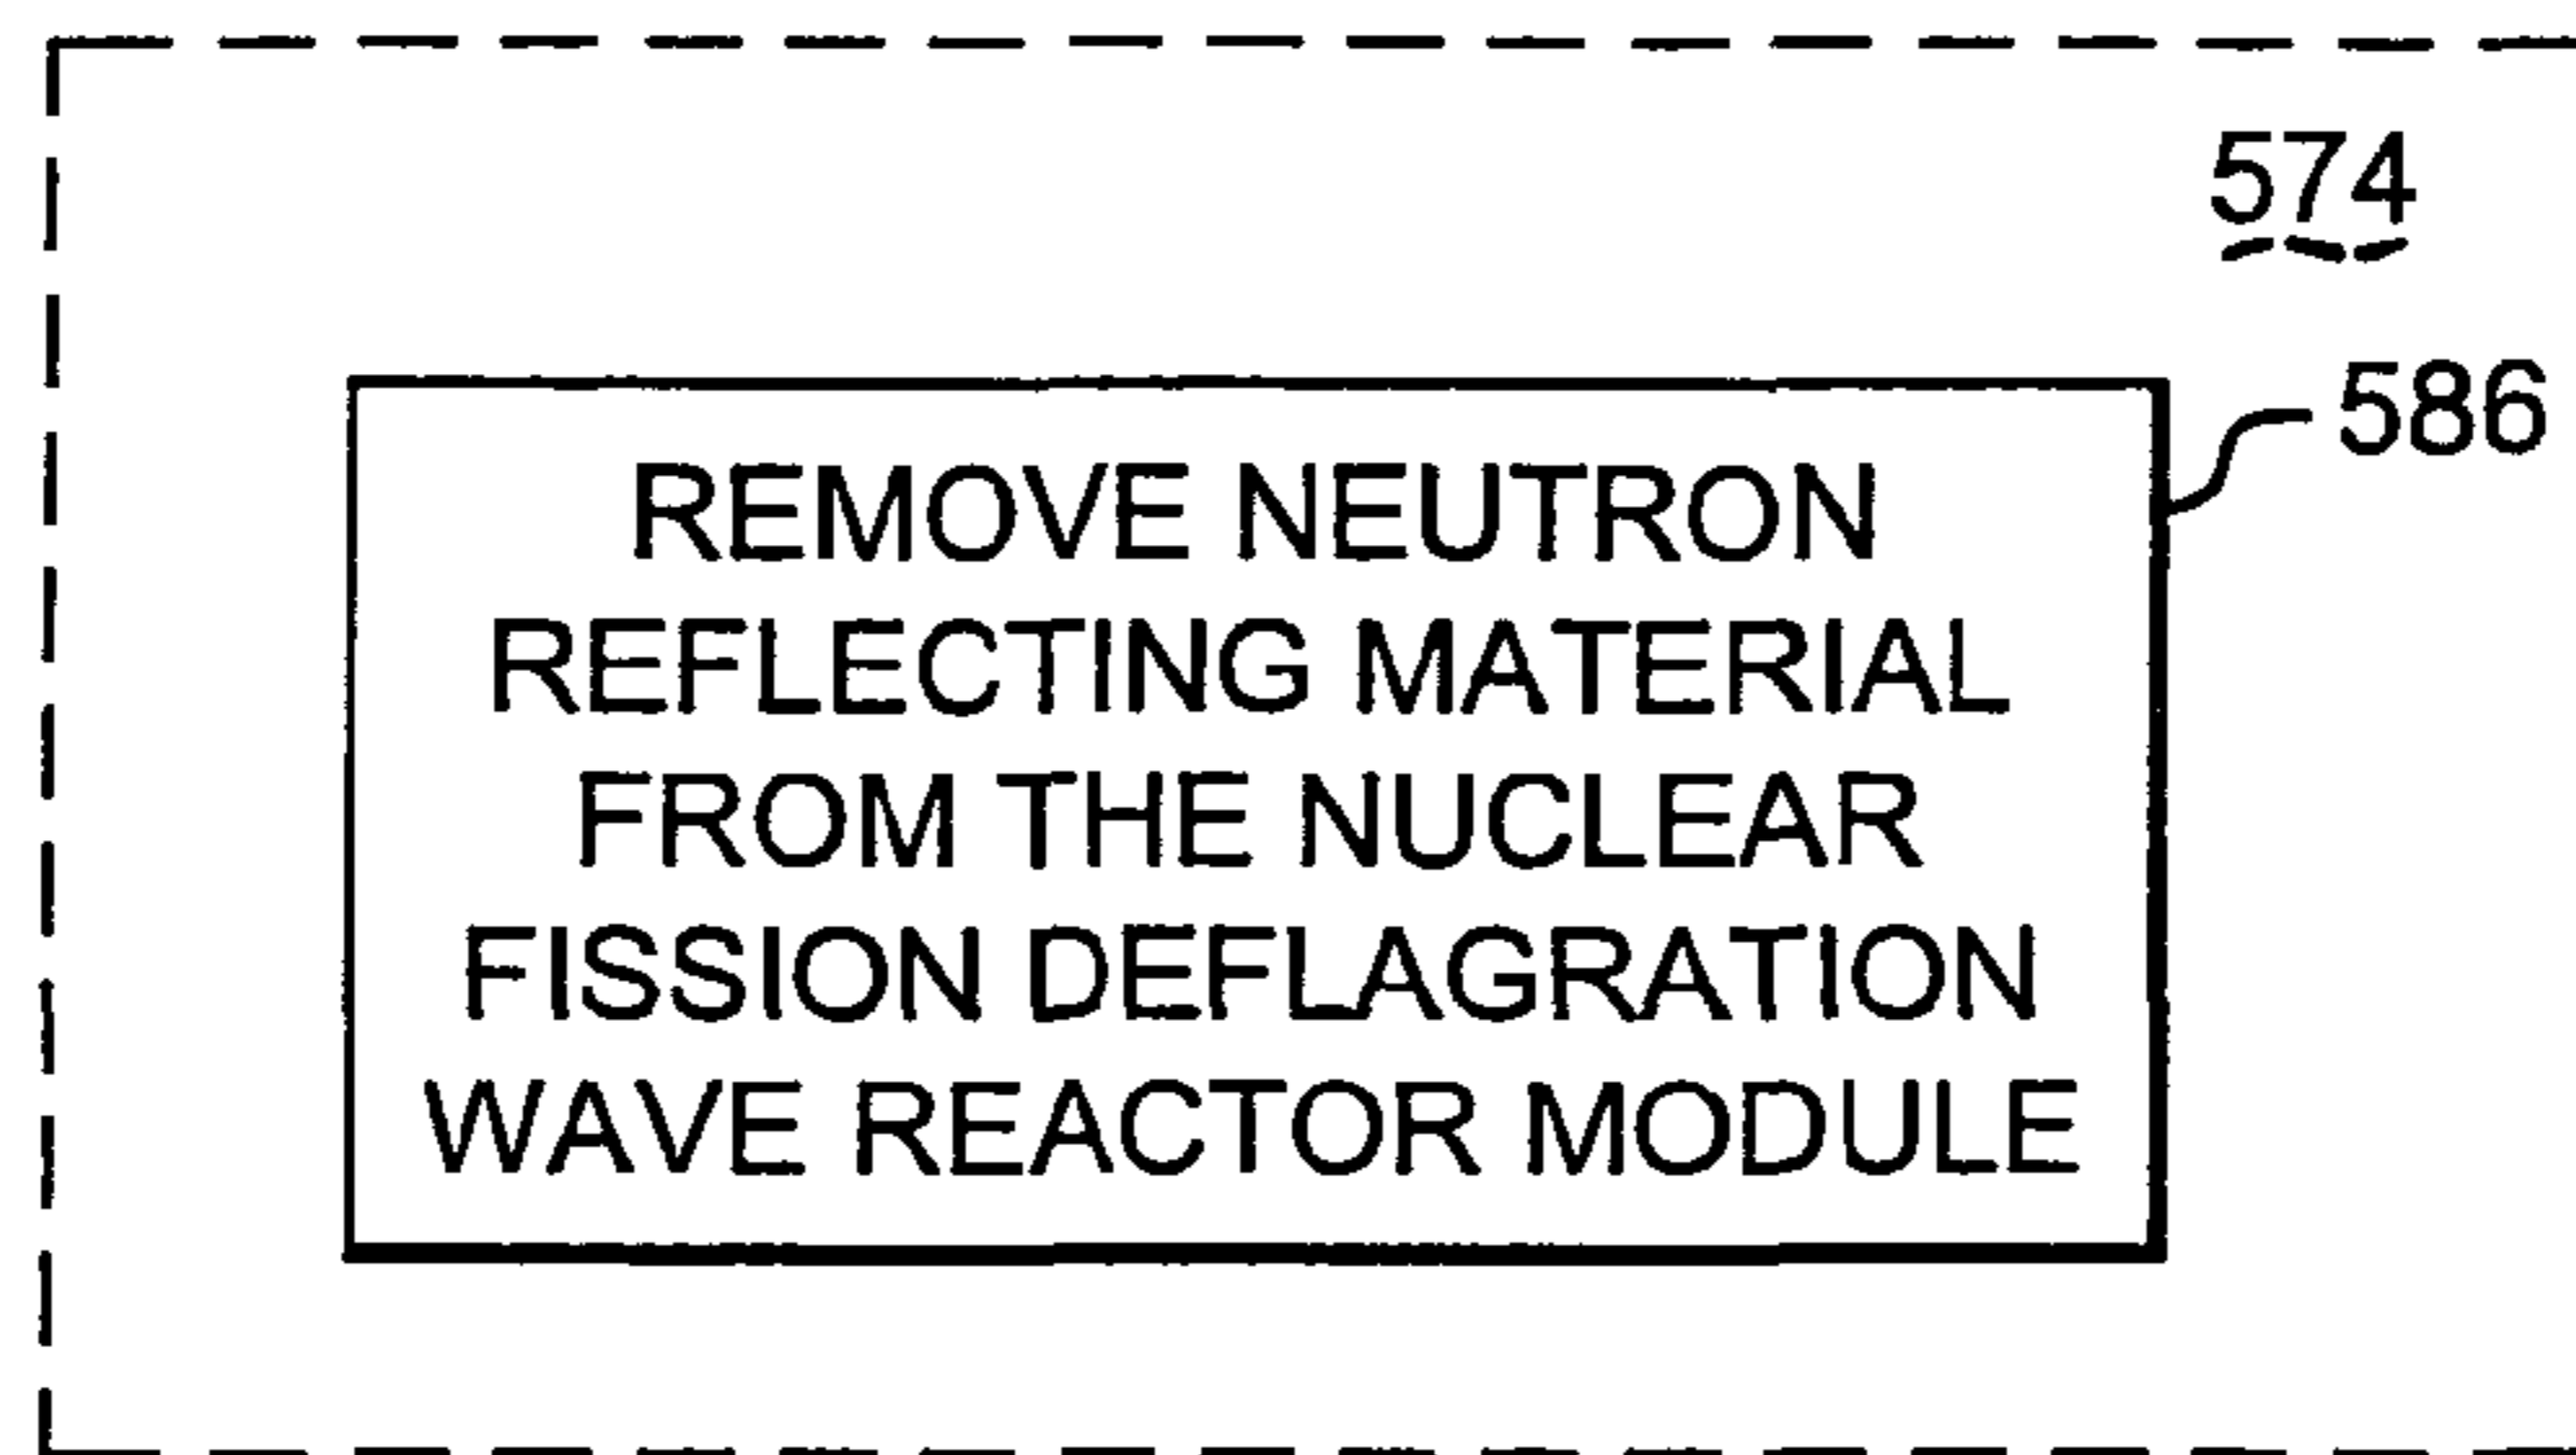 574
586
REMOVE NEUTRON
REFLECTING MATERIAL
FROM THE NUCLEAR
FISSION DEFLAGRATION
WAVE REACTOR MODULE